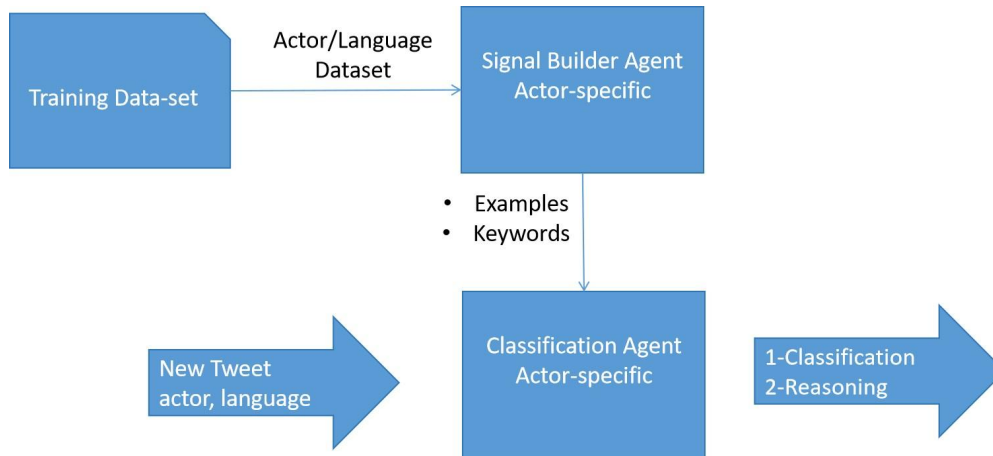 Training Data-set
Actor/Language
Dataset
Signal Builder Agent
Actor-specific
• Examples
• Keywords
New Tweet
actor, language
Classification Agent
Actor-specific
1-Classification
2-Reasoning